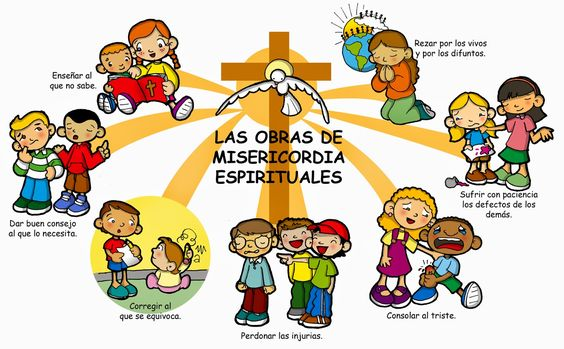 LAS OBRAS DE
MISERICORDIA
ESPIRITUALES
Enseñar al
que no sabe.
Dar buen consejo
al que lo necesita.
Corregir al
que se equivoca.
Perdonar las injurias.
Consolar al triste.
Sufrir con paciencia
los defectos de los
demás.
Rezar por los vivos
y por los difuntos.